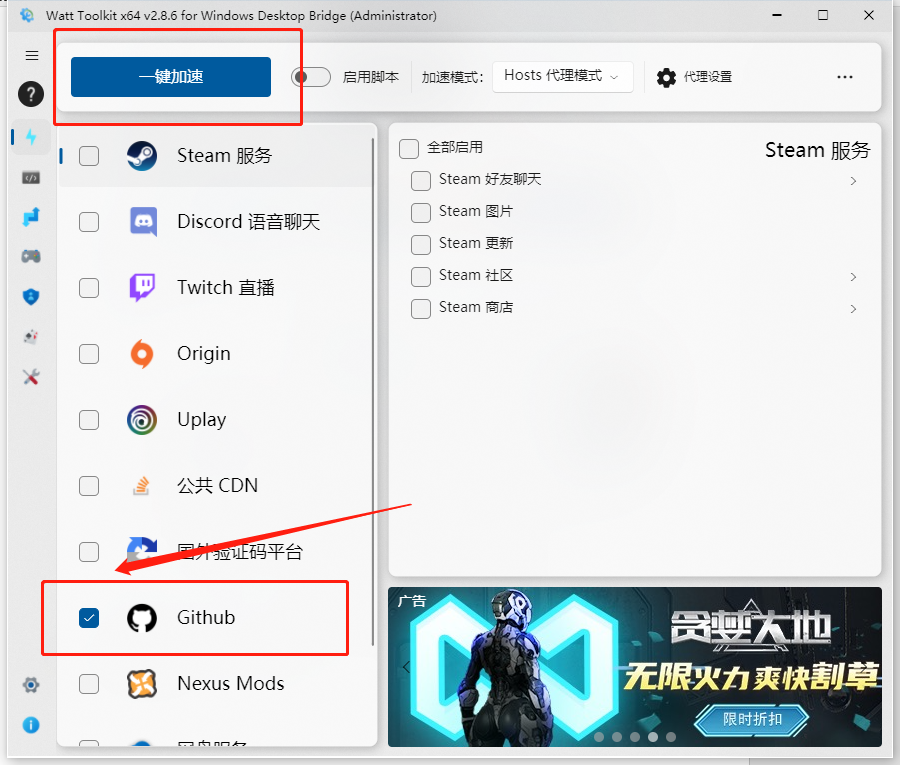 Watt Toolkit x64 v2.8.6 for Windows Desktop Bridge (Administrator)
一键加速
启用脚本
加速模式:
Hosts 代理模式
代理设置
Steam 服务
Discord 语音聊天
Twitch 直播
Origin
Uplay
公共 CDN
国外验证码平台
Github
Nexus Mods
全部启用
Steam 服务
Steam 好友聊天
Steam 图片
Steam 更新
Steam 社区
Steam 商店
广告
贪婪大地
无限火力 爽快割草
限时折扣